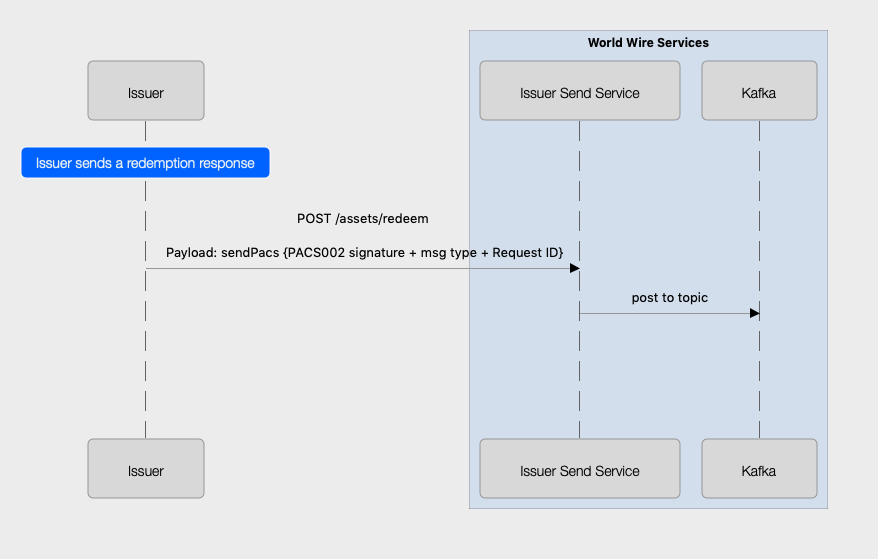 World Wire Services
Issuer
Issuer Send Service
Kafka
Issuer sends a redemption response
POST /assets/redeem
Payload: sendPacs {PACS002 signature + msg type + Request ID}
post to topic
Issuer
Issuer Send Service
Kafka